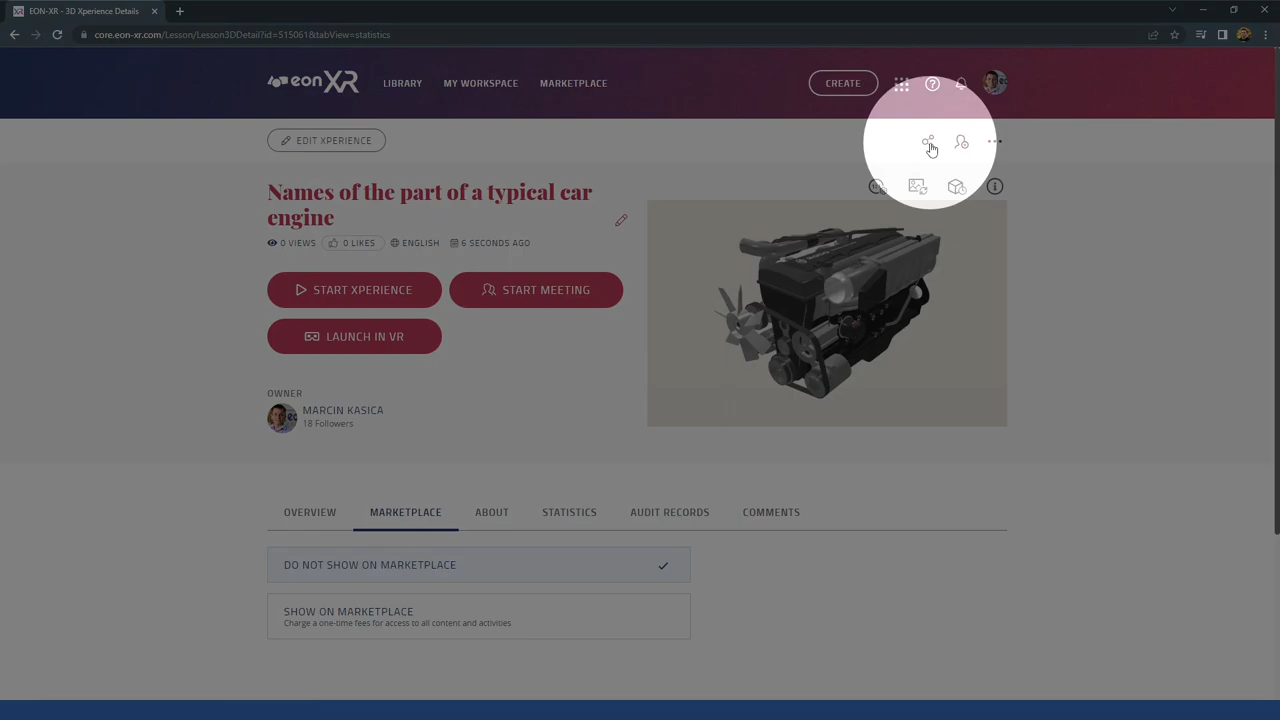 EON-XR - 3D Xperience Details
core.eon-xr.com/Lesson/Lesson3DDetail?id=515061&tabView=statistics
eon XR
LIBRARY
MY WORKSPACE
MARKETPLACE
CREATE
EDIT XPERIENCE
Names of the part of a typical car
engine
0 VIEWS
0 LIKES
ENGLISH
6 SECONDS AGO
START XPERIENCE
START MEETING
LAUNCH IN VR
OWNER
MARCIN KASICA
18 Followers
OVERVIEW
MARKETPLACE
ABOUT
STATISTICS
AUDIT RECORDS
COMMENTS
DO NOT SHOW ON MARKETPLACE
SHOW ON MARKETPLACE
Charge a one-time fees for access to all content and activities